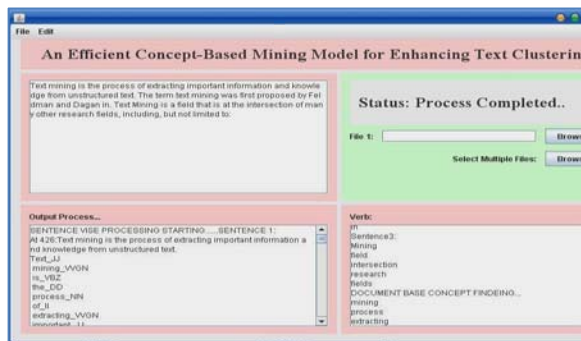 File Edit
An Efficient Concept-Based Mining Model for Enhancing Text Clusterin
Text mining is the process of extracting important information and knowle
dge from unstructured text. The term text mining was first proposed by Fel
dman and Dagan in. Text Mining is a field that is at the intersection of man
y other research fields, including, but not limited to:
Status: Process Completed..
File 1:
Brow
Select Multiple Files:
Brow
Output Process...
SENTENCE VISE PROCESSING STARTING.....SENTENCE 1:
At 426:Text mining is the process of extracting important information a
nd knowledge from unstructured text.
Text_JJ
mining_VVGN
is_VBZ
the_DD
process_NN
of_II
extracting_VVGN
important_JJ
Verb:
in
Sentence3:
Mining
field
intersection
research
fields
DOCUMENT BASE CONCEPT FINDEING...
mining
process
extracting